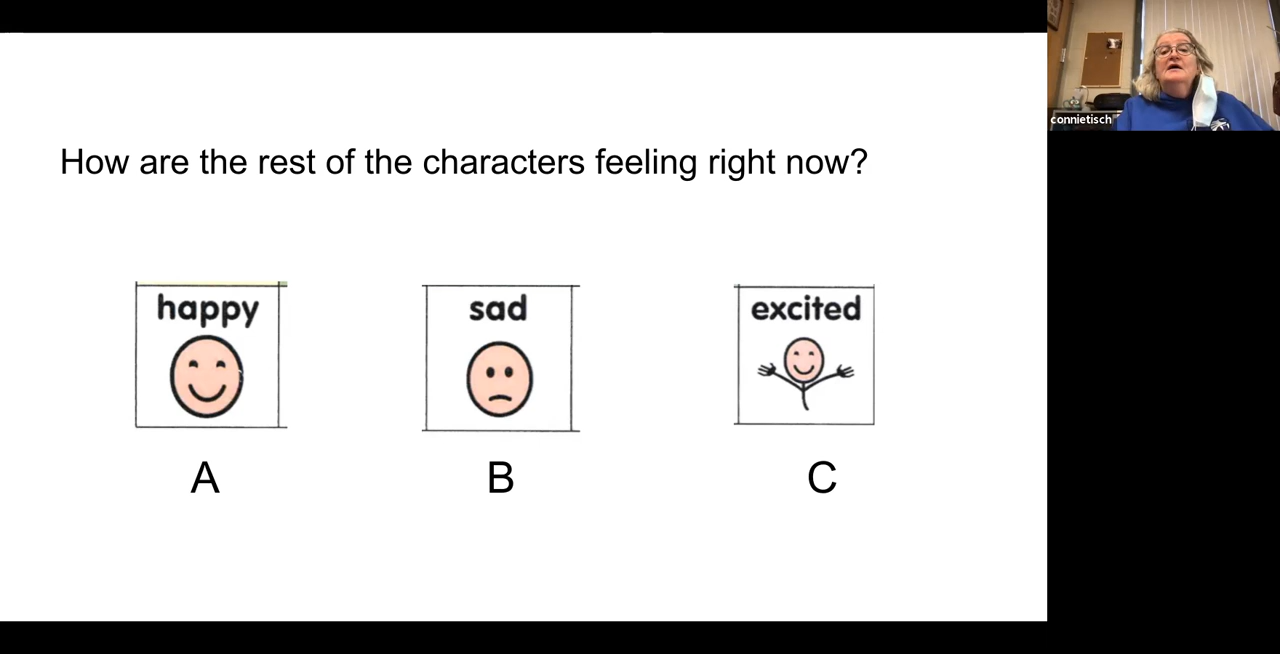 How are the rest of the characters feeling right now?
happy
sad
excited
A
B
C
connietisch